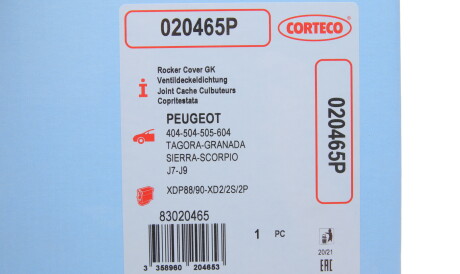 020465P
CORTECO
Rocker Cover GK
Ventildeckeldichtung
Joint Cache Culbuteurs
Copritestata
020465P
PEUGEOT
404-504-505-604
TAGORA-GRANADA
SIERRA-SCORPIO
J7-J9
XDP88/90-XD2/2S/2P
83020465
1 PC
20/21
EAC
3 358960 204653